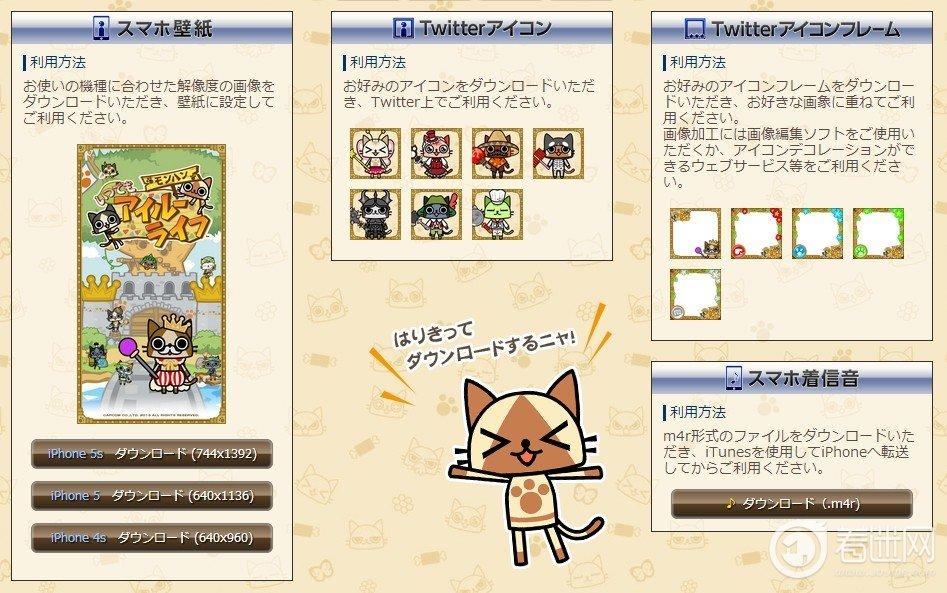 スマホ壁紙
利用方法
お使いの機種に合わせた解像度の画像を
ダウンロードいただき、壁紙に設定して
ご利用ください。
いつでも
アイルー
ライフ
iPhone 5s ダウンロード (744x1392)
iPhone 5 ダウンロード (640x1136)
iPhone 4s ダウンロード (640x960)
Twitterアイコン
利用方法
お好みのアイコンをダウンロードいただ
き、Twitter上でご利用ください。
はりきって
ダウンロードするニャ!
Twitterアイコンフレーム
利用方法
お好みのアイコンフレームをダウンロー
ドいただき、お好きな画象に重ねてご利
用ください。
画像加工には画像編集ソフトをご使用い
ただくか、アイコンデコレーションがで
きるウェブサービス等をご利用くださ
い。
スマホ着信音
利用方法
m4r形式のファイルをダウンロードいた
だき、iTunesを使用してiPhoneへ転送
してからご利用ください。
♪ ダウンロード (.m4r)
着迷网